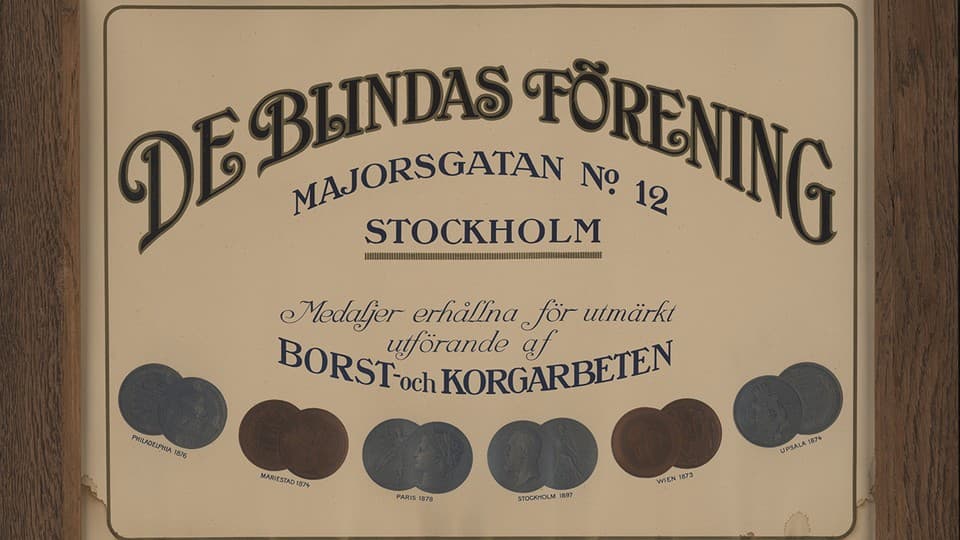 DE BLINDAS FÖRENING
MAJORSGATAN No. 12
STOCKHOLM
Medaljer erhållna för utmärkt
utförande af
BORST- och KORGARBETEN
PHILADELPHIA 1876
MARIESTAD 1874
PARIS 1878
STOCKHOLM 1897
WIEN 1873
UPSALA 1874